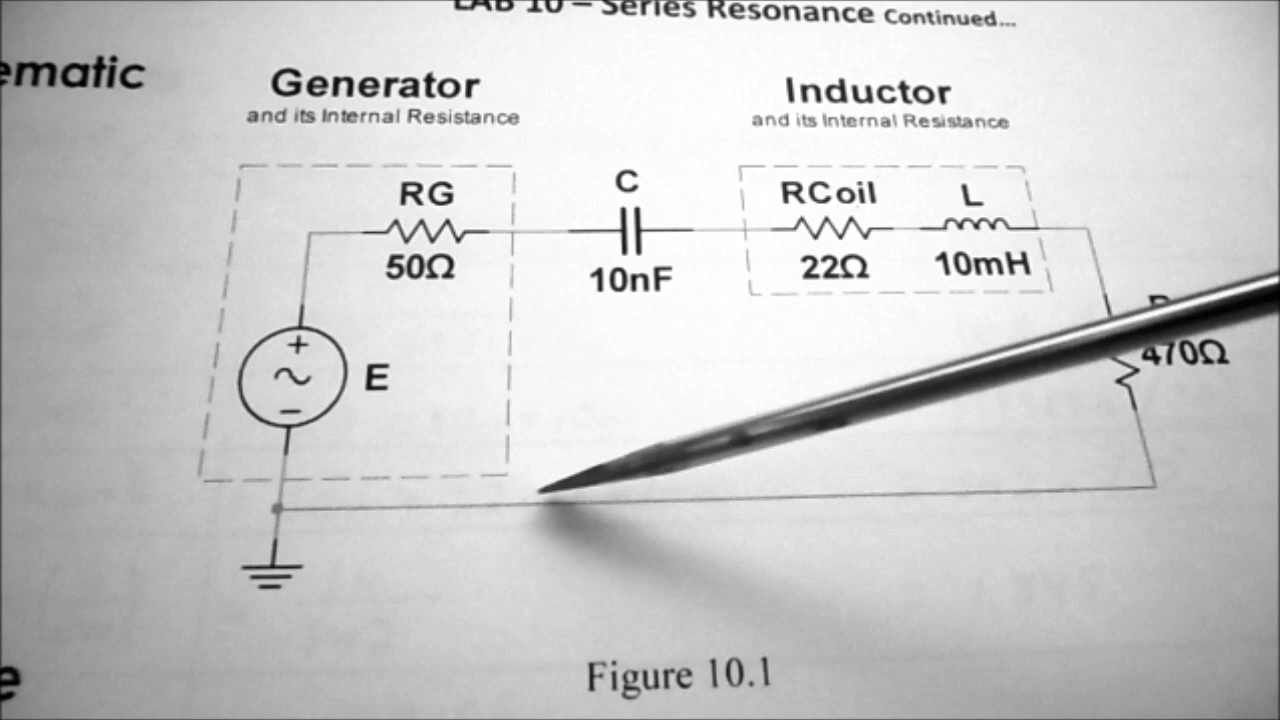 Series Resonance Continued...
ematic
Generator
and its Internal Resistance
Inductor
and its Internal Resistance
RG
50Ω
C
10nF
RCoil
22Ω
L
10mH
+
E
−
470Ω
Figure 10.1
e